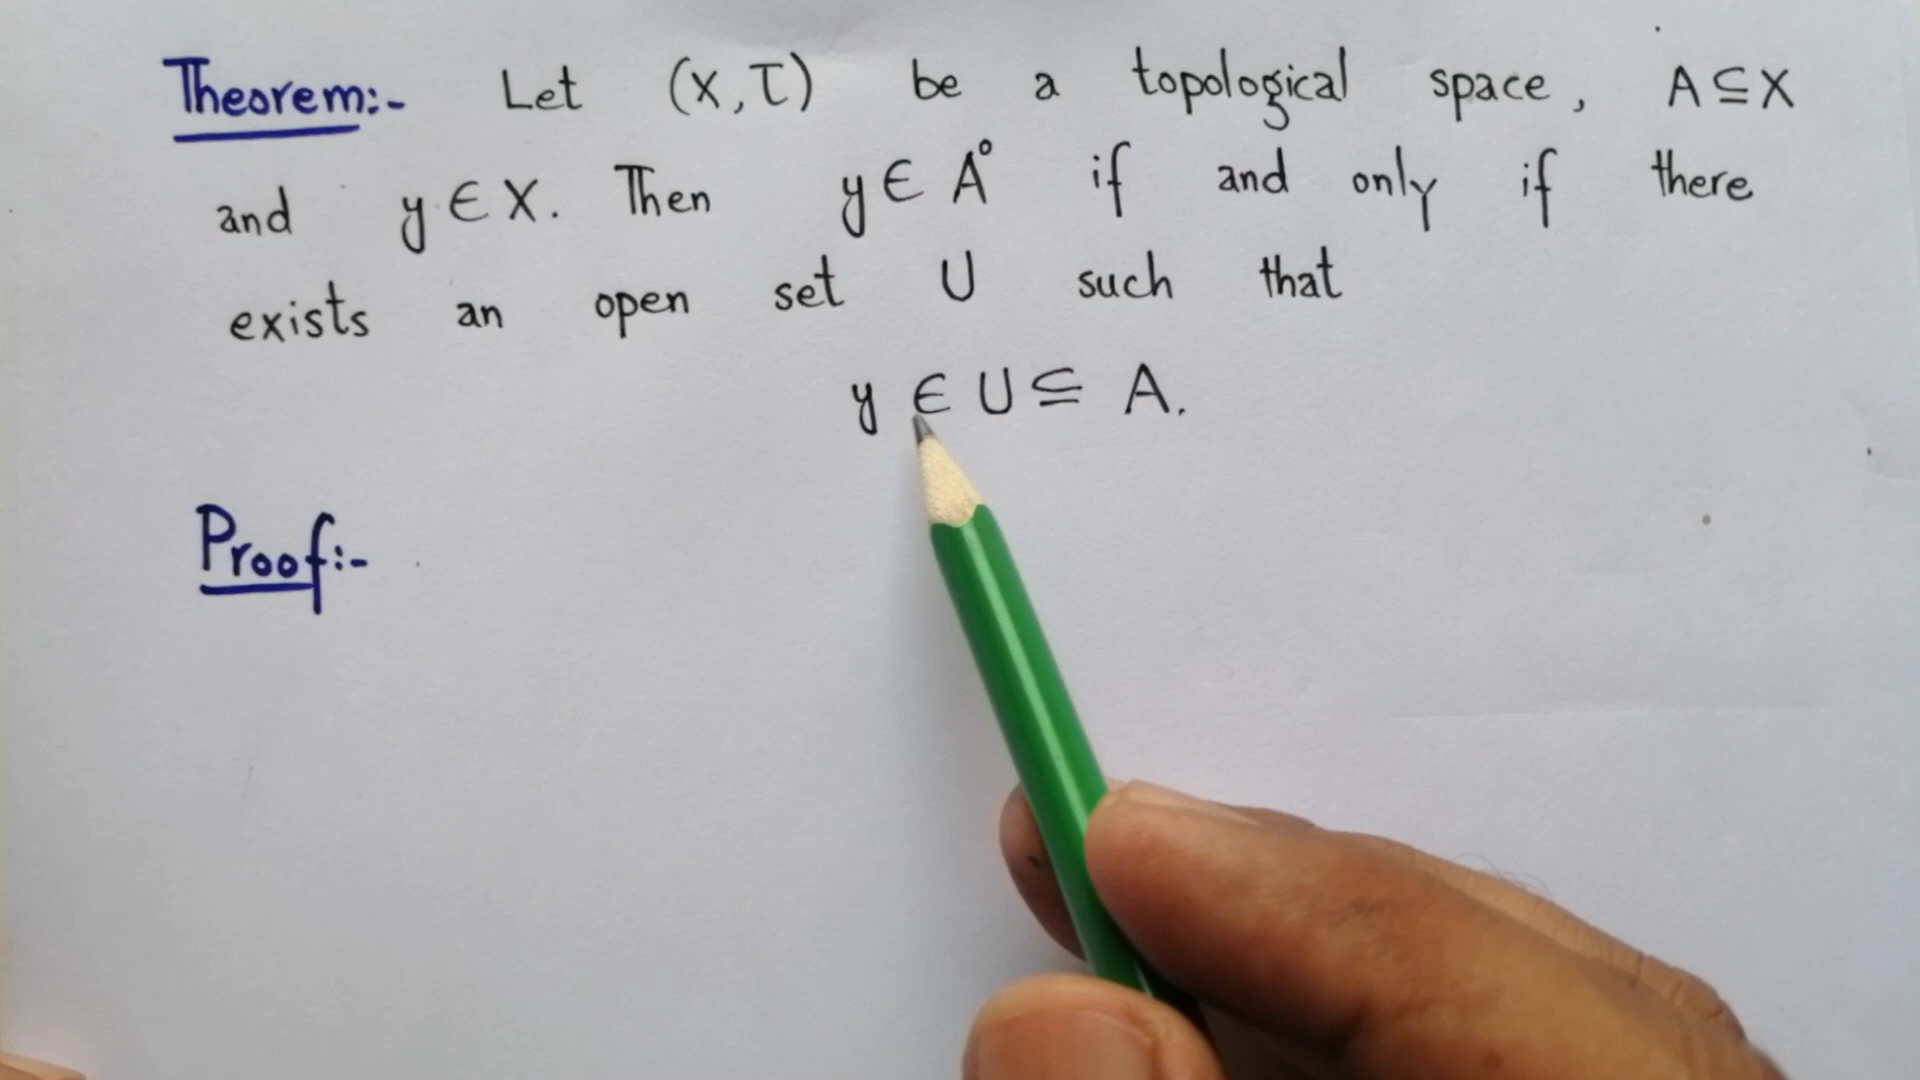 Theorem:- Let (X,τ) be a topological space, A⊆X
and y∈X. Then y∈A° if and only if there
exists an open set U such that
y∈U⊆A.
Proof:-